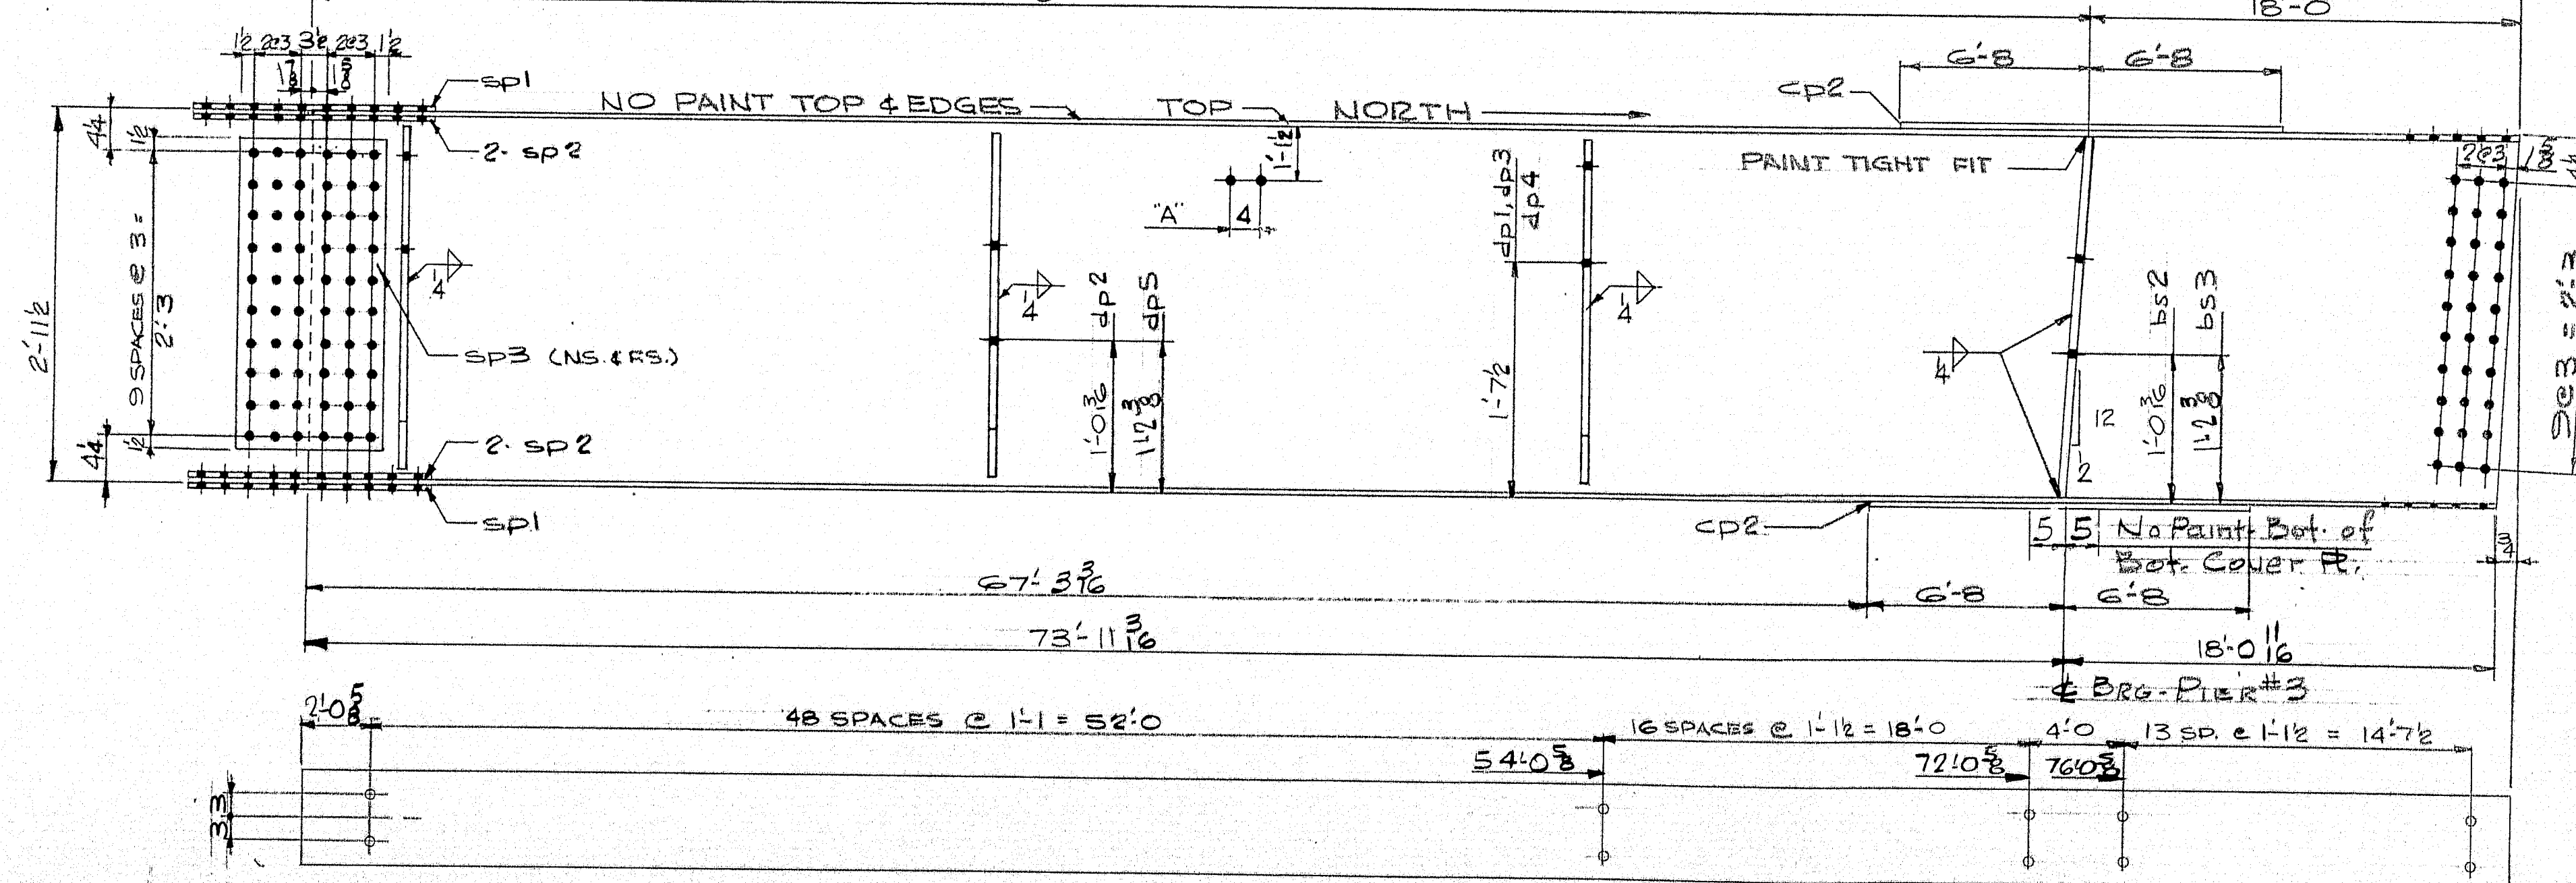 18'-0
1½ 2@3 3½ 2@3 1½
1⅞ 1⅝
sp1
NO PAINT TOP & EDGES
TOP
NORTH
cp2
6'-8 6'-8
4¼
1½
2- sp2
1'-1½
dp1, dp3
dp4
PAINT TIGHT FIT
2@3 1⅝
4¼
"A" 4
9 SPACES @ 3 =
2'-3
2'-11½
¼
¼
¼
¼
dp2
dp5
bs2
bs3
9@3 = 2'-3
sp3 (NS. & FS.)
1'-0 3/16
1'-2⅜
1'-7½
12
½
1'-0 3/16
1'-2⅜
4¼
1½
2- sp2
sp1
cp2
5 5 No Paint Bot. of
Bot. Cover PL.
¾
67'-3 3/16
6'-8 6'-8
73'-11 3/16
18'-0 11/16
℄ BRG.-PIER #3
2'-0⅝
48 SPACES @ 1'-1 = 52'-0
16 SPACES @ 1'-1½ = 18'-0
4'-0
13 SP. @ 1'-1½ = 14'-7½
54'-0⅝
72'-0⅝
76'-0⅝
3 3